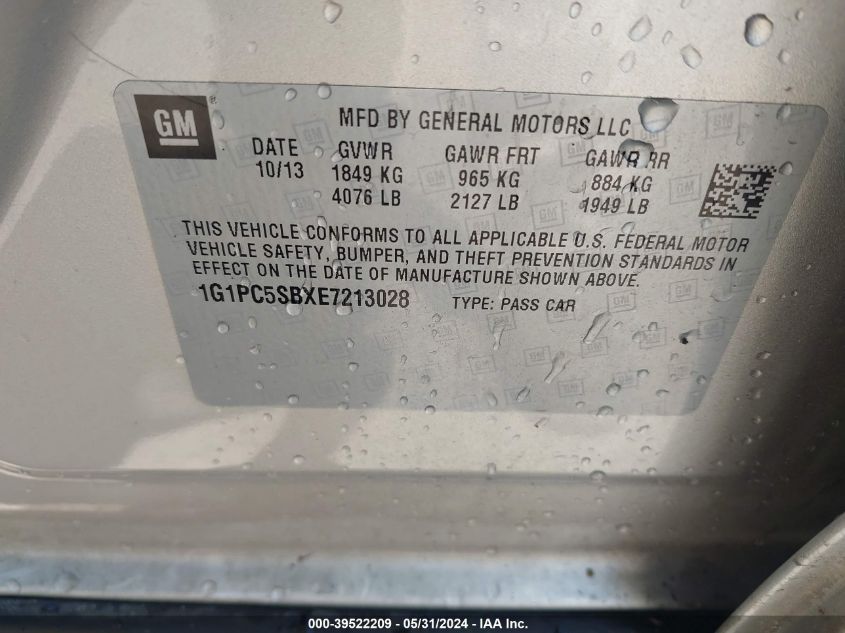 GM
MFD BY GENERAL MOTORS LLC
DATE GVWR GAWR FRT GAWR RR
10/13 1849 KG 965 KG 884 KG
4076 LB 2127 LB 1949 LB
THIS VEHICLE CONFORMS TO ALL APPLICABLE U.S. FEDERAL MOTOR
VEHICLE SAFETY, BUMPER, AND THEFT PREVENTION STANDARDS IN
EFFECT ON THE DATE OF MANUFACTURE SHOWN ABOVE.
1G1PC5SBXE7213028 TYPE: PASS CAR
000-39522209 - 05/31/2024 - IAA Inc.